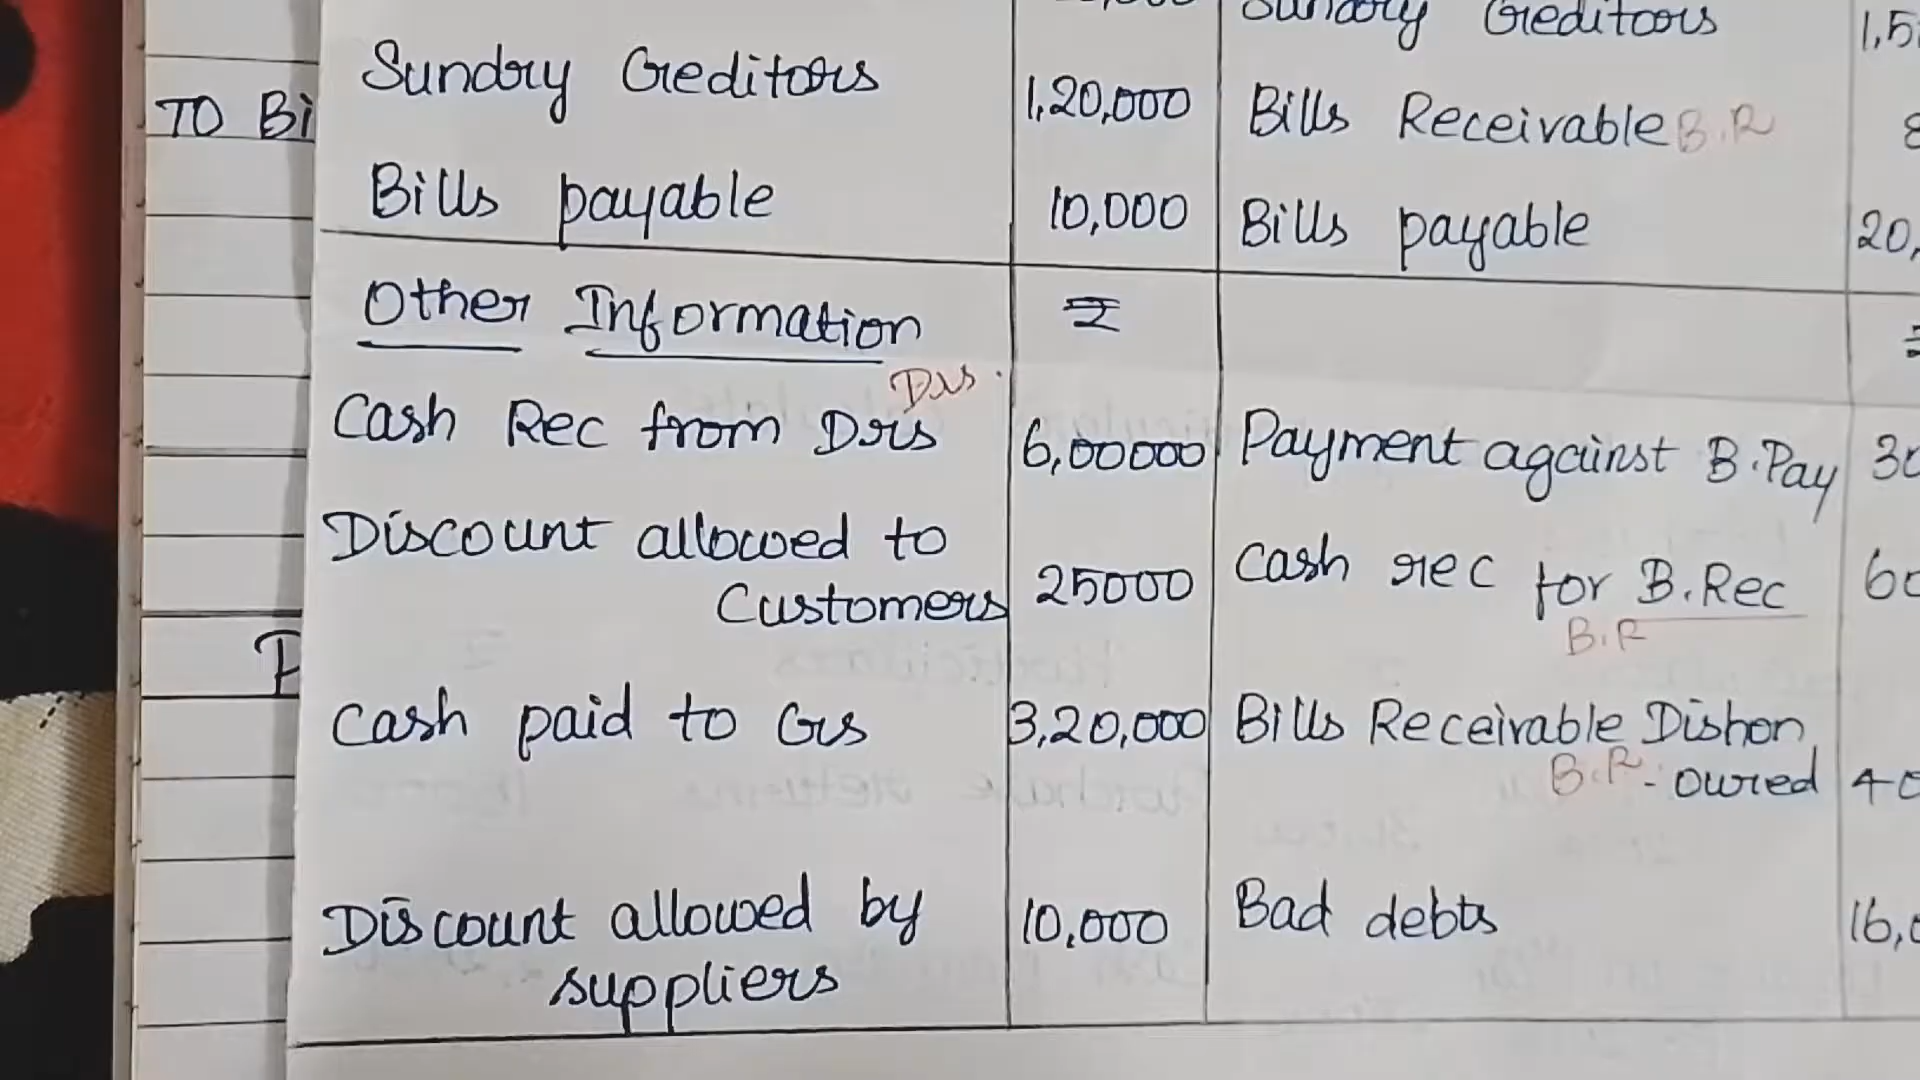 Sundry Creditors
Sundry Creditors 1,20,000 Bills Receivable B.R
TO
Bills payable 10,000 Bills payable 20,
Other Information ₹
Drs.
Cash Rec from Drs 6,00000 Payment against B.Pay
Discount allowed to
Customers 25000 Cash rec for B.Rec
B.R
Cash paid to Crs 3,20,000 Bills Receivable Dishon
B.R - oured
Discount allowed by
suppliers 10,000 Bad debts